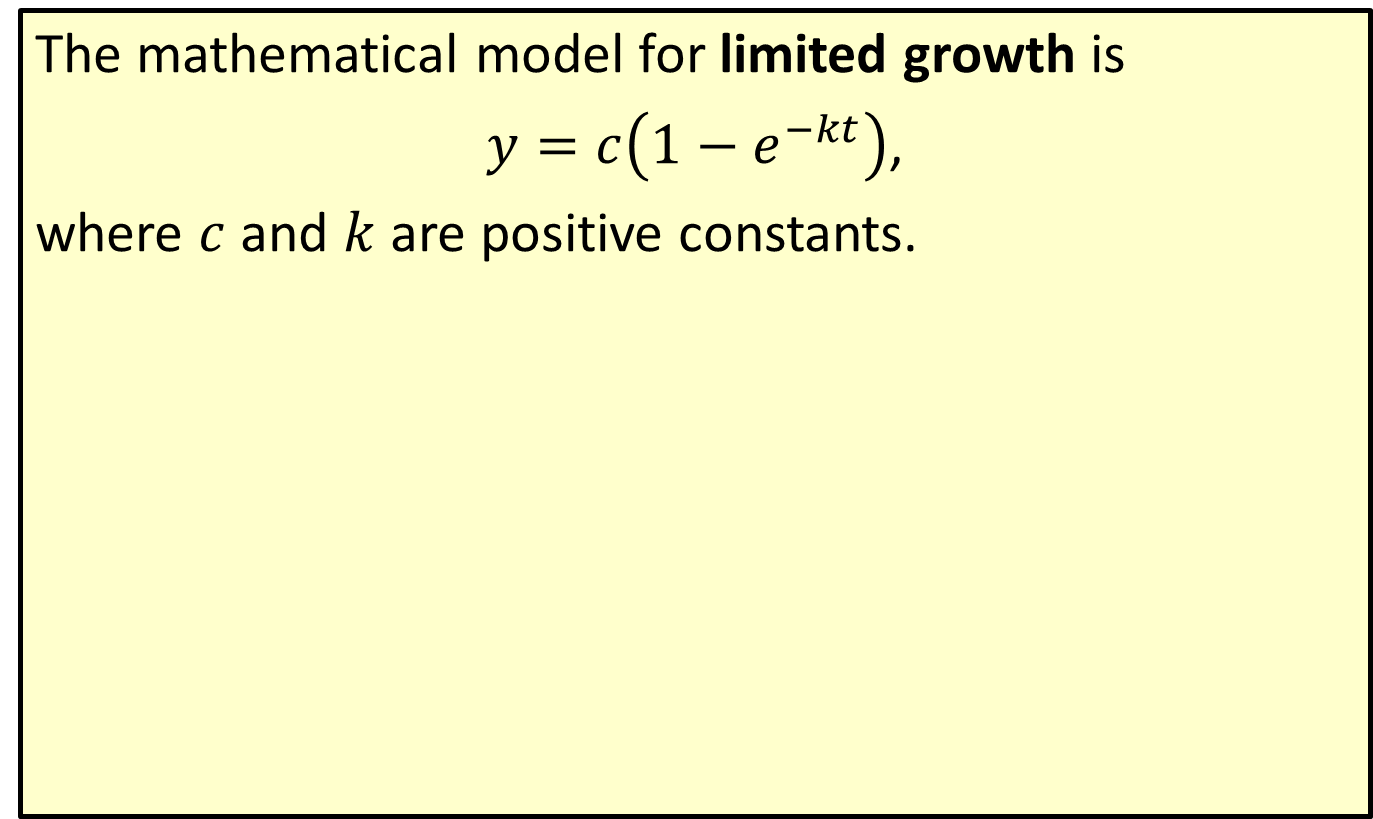 The mathematical model for limited growth is
y = c(1 − e^{−kt}),
where c and k are positive constants.